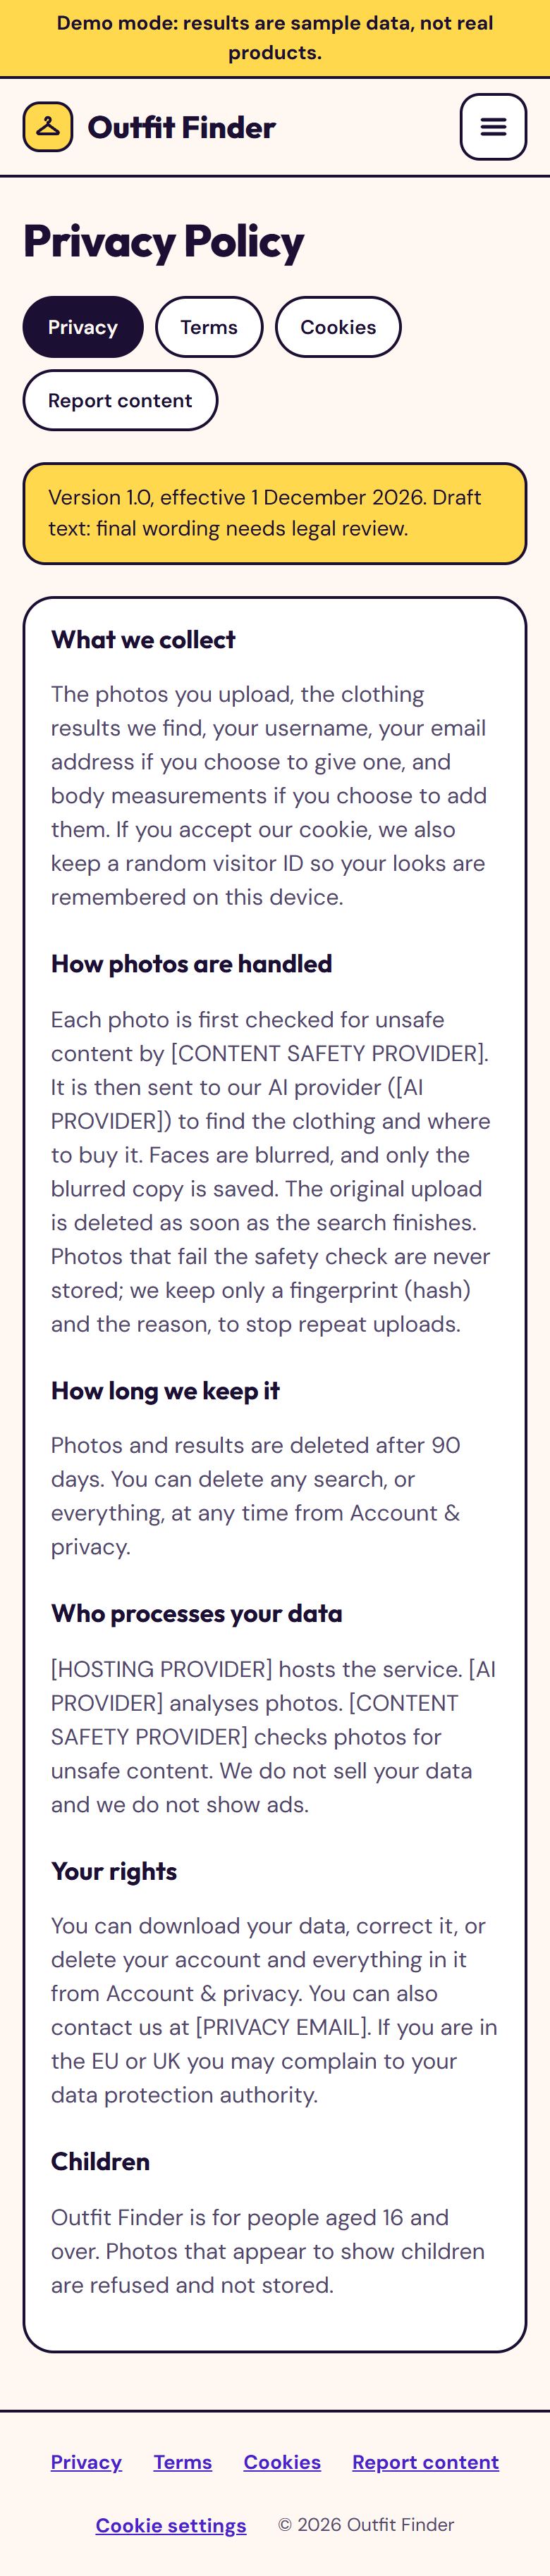 Demo mode: results are sample data, not real
products.
Outfit Finder
Privacy Policy
Privacy
Terms
Cookies
Report content
Version 1.0, effective 1 December 2026. Draft
text: final wording needs legal review.
What we collect
The photos you upload, the clothing
results we find, your username, your email
address if you choose to give one, and
body measurements if you choose to add
them. If you accept our cookie, we also
keep a random visitor ID so your looks are
remembered on this device.
How photos are handled
Each photo is first checked for unsafe
content by [CONTENT SAFETY PROVIDER].
It is then sent to our AI provider ([AI
PROVIDER]) to find the clothing and where
to buy it. Faces are blurred, and only the
blurred copy is saved. The original upload
is deleted as soon as the search finishes.
Photos that fail the safety check are never
stored; we keep only a fingerprint (hash)
and the reason, to stop repeat uploads.
How long we keep it
Photos and results are deleted after 90
days. You can delete any search, or
everything, at any time from Account &
privacy.
Who processes your data
[HOSTING PROVIDER] hosts the service. [AI
PROVIDER] analyses photos. [CONTENT
SAFETY PROVIDER] checks photos for
unsafe content. We do not sell your data
and we do not show ads.
Your rights
You can download your data, correct it, or
delete your account and everything in it
from Account & privacy. You can also
contact us at [PRIVACY EMAIL]. If you are in
the EU or UK you may complain to your
data protection authority.
Children
Outfit Finder is for people aged 16 and
over. Photos that appear to show children
are refused and not stored.
Privacy
Terms
Cookies
Report content
Cookie settings
© 2026 Outfit Finder